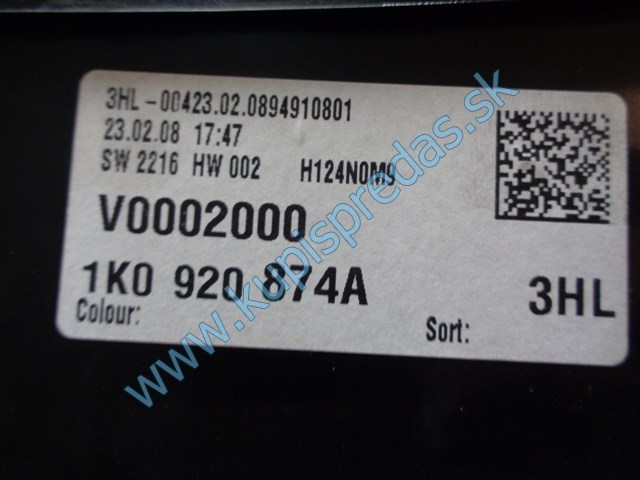 3HL-00423.02.0894910801
23.02.08 17:47
SW 2216 HW 002 H124N0M9
V0002000
1K0 920 874A 3HL
Colour: Sort:
www.kupispredas.sk